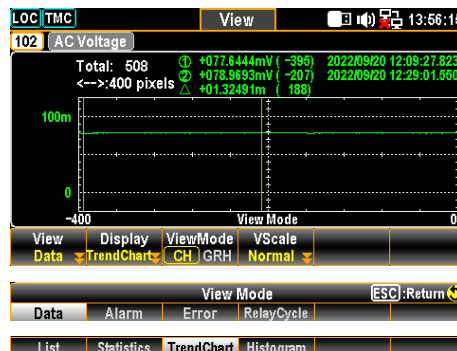 LOC TMC View 13:56:1
102 AC Voltage
Total: 508 ① +077.6444mV ( -395) 2022/09/20 12:09:27.823
<-->:400 pixels ② +078.9693mV ( -207) 2022/09/20 12:29:01.550
△ +01.32491m ( 188)
100m
0
-400 View Mode 0
View Display ViewMode VScale
Data TrendChart CH GRH Normal
View Mode ESC :Return
Data Alarm Error RelayCycle
List Statistics TrendChart Histogram